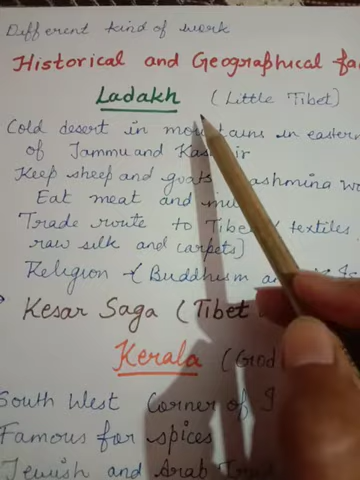 Different kind of work
Historical and Geographical fa
Ladakh (Little Tibet)
Cold desert in mountains in eastern
of Jammu and Kashmir
Keep sheep and goats Pashmina
Eat meat and
Trade route to Tibet textiles
raw silk and carpets]
Religion - (Buddhism
Kesar Saga (Tibet
Kerala (God
South West Corner of
Famous for spices
Jewish and Arab